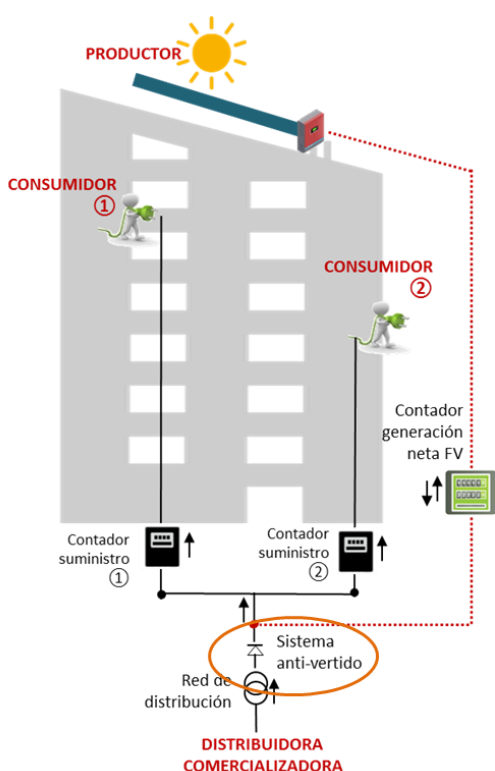 PRODUCTOR
CONSUMIDOR
①
CONSUMIDOR
②
Contador
generación
neta FV
Contador
suministro
①
Contador
suministro
②
Sistema
anti-vertido
Red de
distribución
DISTRIBUIDORA
COMERCIALIZADORA